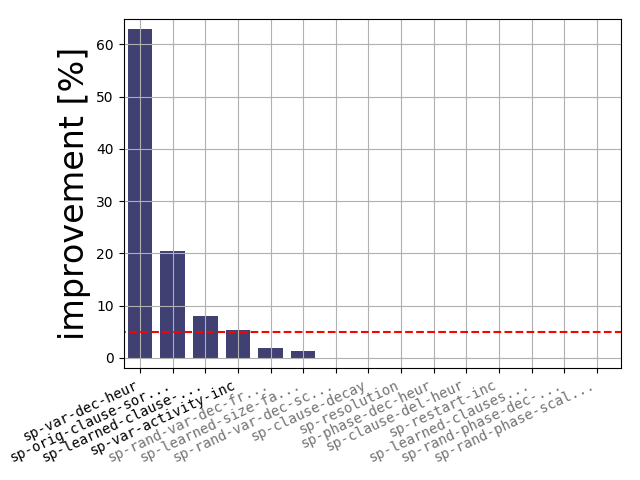 improvement [%]
60
50
40
30
20
10
0
sp-var-dec-heur
sp-orig-clause-sor...
sp-learned-clause-...
sp-var-activity-inc
sp-rand-var-dec-fr...
sp-learned-size-fa...
sp-rand-var-dec-sc...
sp-clause-decay
sp-resolution
sp-phase-dec-heur
sp-clause-del-heur
sp-restart-inc
sp-learned-clauses...
sp-rand-phase-dec-...
sp-rand-phase-scal...